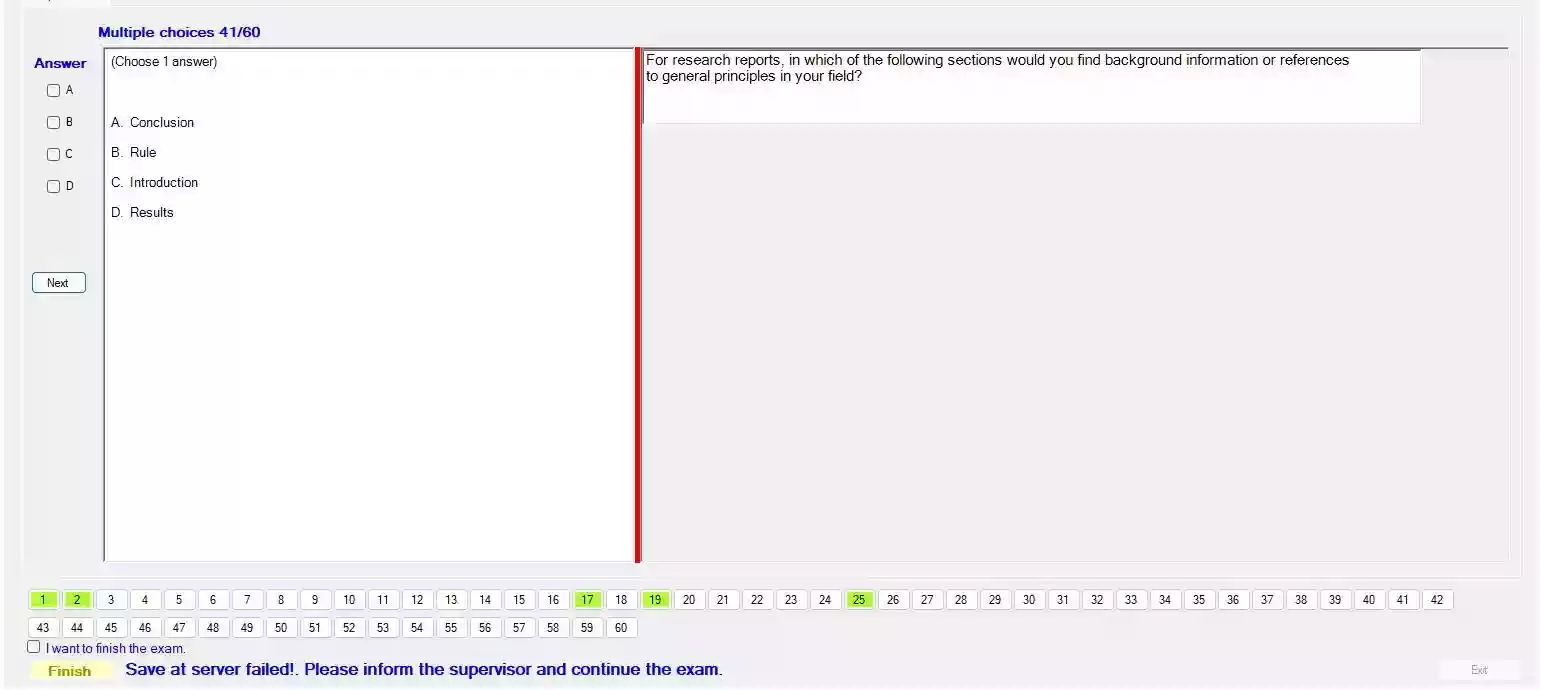 Multiple choices 41/60
Answer
A
B
C
D
Next
(Choose 1 answer)
A. Conclusion
B. Rule
C. Introduction
D. Results
For research reports, in which of the following sections would you find background information or references
to general principles in your field?
1 2 3 4 5 6 7 8 9 10 11 12 13 14 15 16 17 18 19 20 21 22 23 24 25 26 27 28 29 30 31 32 33 34 35 36 37 38 39 40 41 42
43 44 45 46 47 48 49 50 51 52 53 54 55 56 57 58 59 60
I want to finish the exam.
Finish Save at server failed!. Please inform the supervisor and continue the exam. Exit